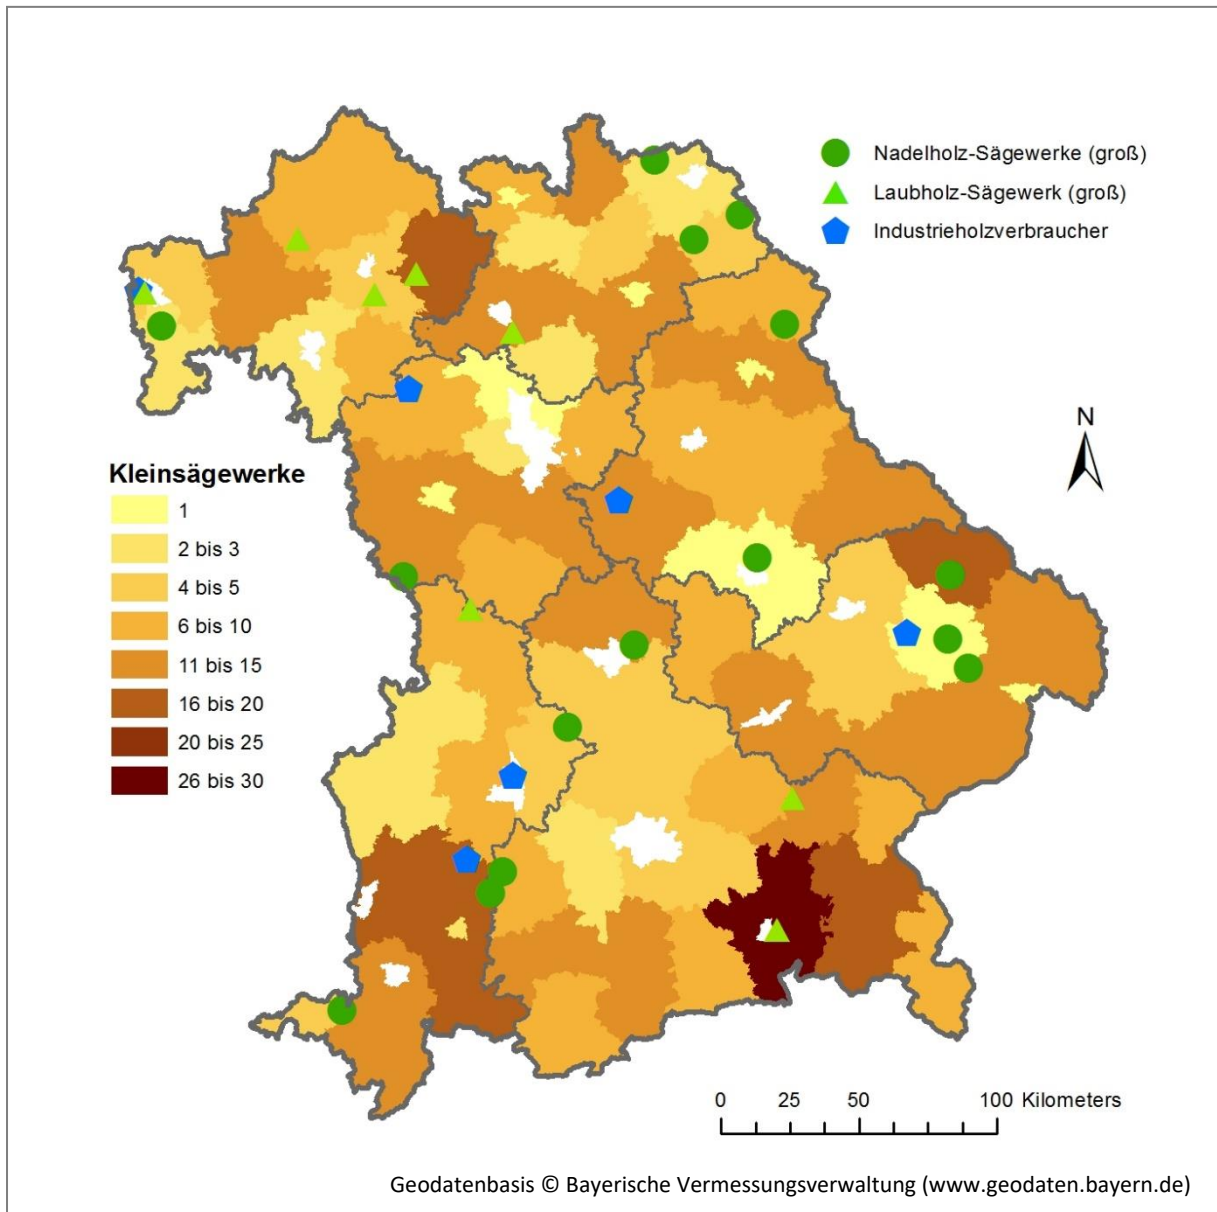 Nadelholz-Sägewerke (groß)
Laubholz-Sägewerk (groß)
Industrieholzverbraucher
N
Kleinsägewerke
1
2 bis 3
4 bis 5
6 bis 10
11 bis 15
16 bis 20
20 bis 25
26 bis 30
0 25 50 100 Kilometers
Geodatenbasis © Bayerische Vermessungsverwaltung (www.geodaten.bayern.de)